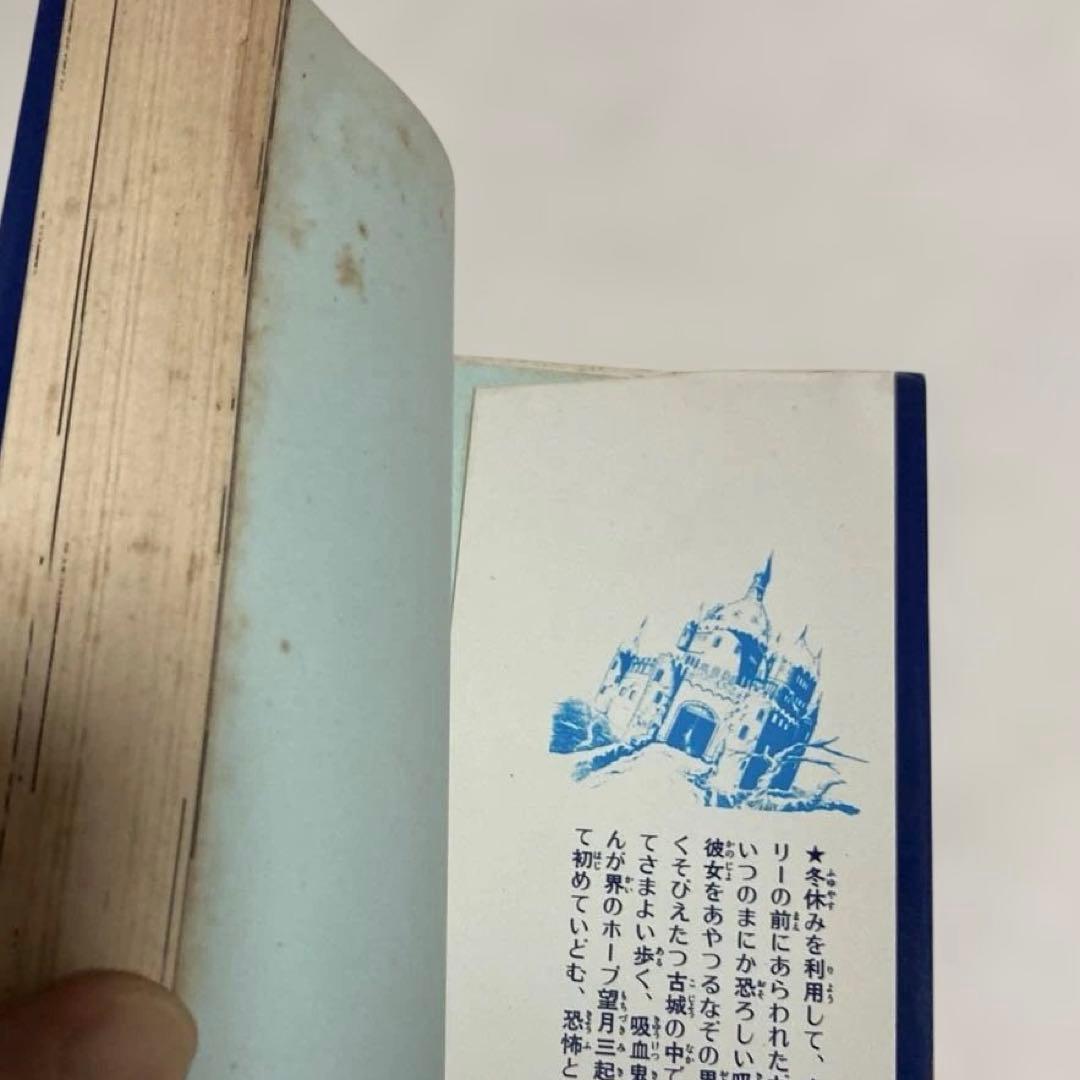 ★冬休みを利用して、
リーの前にあらわれた
いつのまにか恐ろしい吸
彼女をあやつるなぞの男
くそびえたつ古城の中で
てさまよい歩く、吸血鬼
んが界のホープ望月三起
て初めていどむ、恐怖と